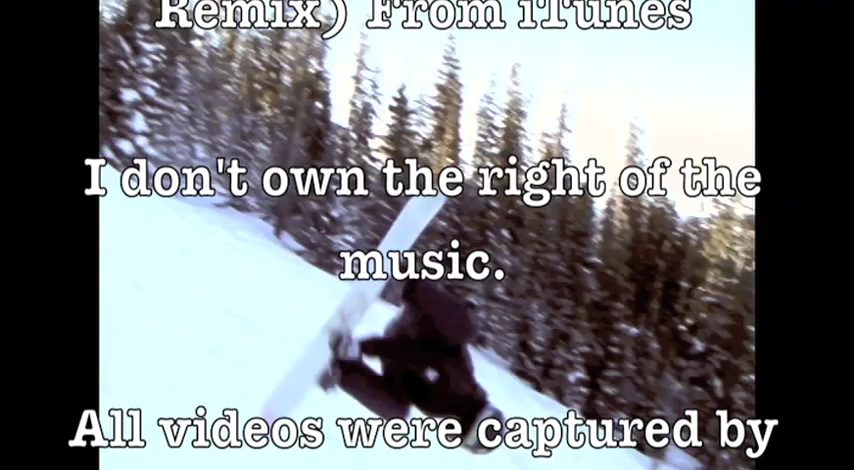 Remix) From iTunes
I don't own the right of the
music.
All videos were captured by